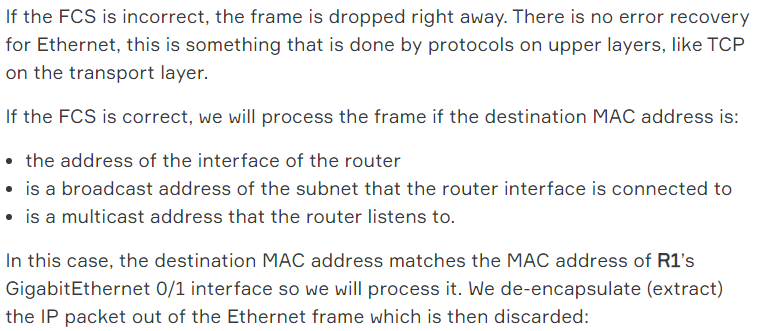 If the FCS is incorrect, the frame is dropped right away. There is no error recovery
for Ethernet, this is something that is done by protocols on upper layers, like TCP
on the transport layer.
If the FCS is correct, we will process the frame if the destination MAC address is:
• the address of the interface of the router
• is a broadcast address of the subnet that the router interface is connected to
• is a multicast address that the router listens to.
In this case, the destination MAC address matches the MAC address of R1's
GigabitEthernet 0/1 interface so we will process it. We de-encapsulate (extract)
the IP packet out of the Ethernet frame which is then discarded: